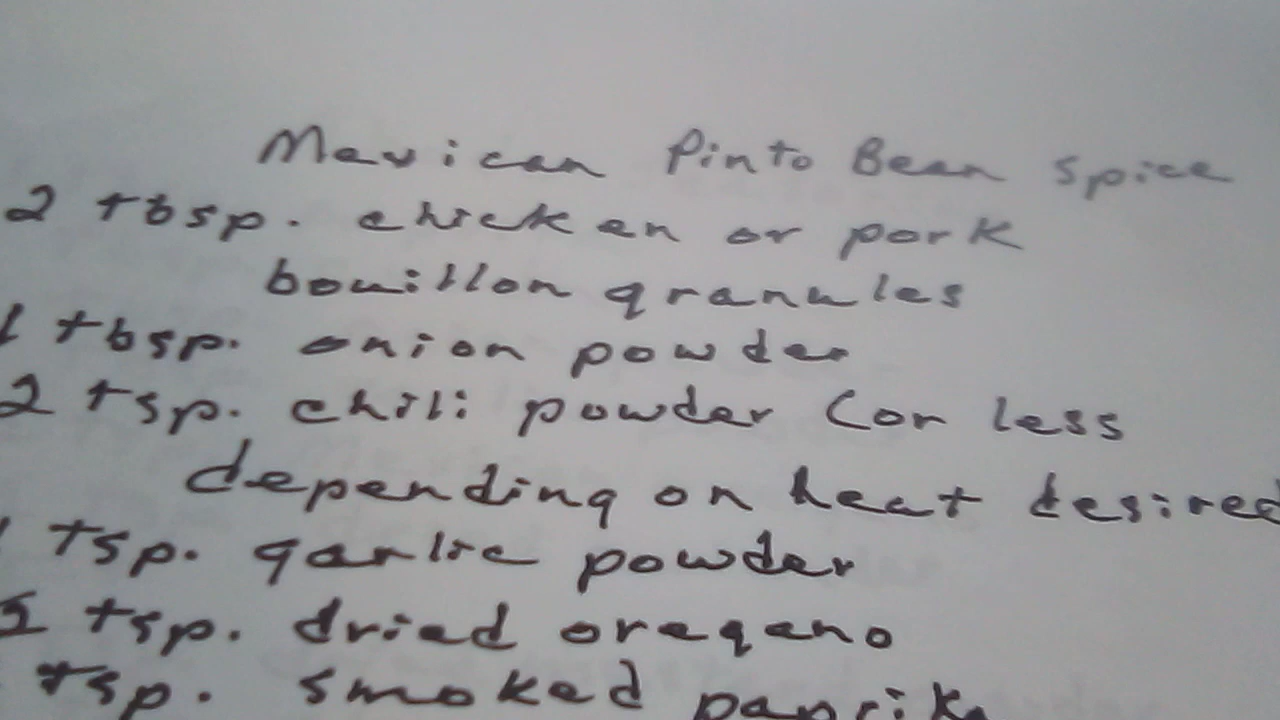 Mexican Pinto Bean Spice
2 tbsp. chicken or pork
bouillon granules
1 tbsp. onion powder
2 tsp. chili powder (or less
depending on heat desired
1 tsp. garlic powder
tsp. dried oregano
tsp. smoked paprika